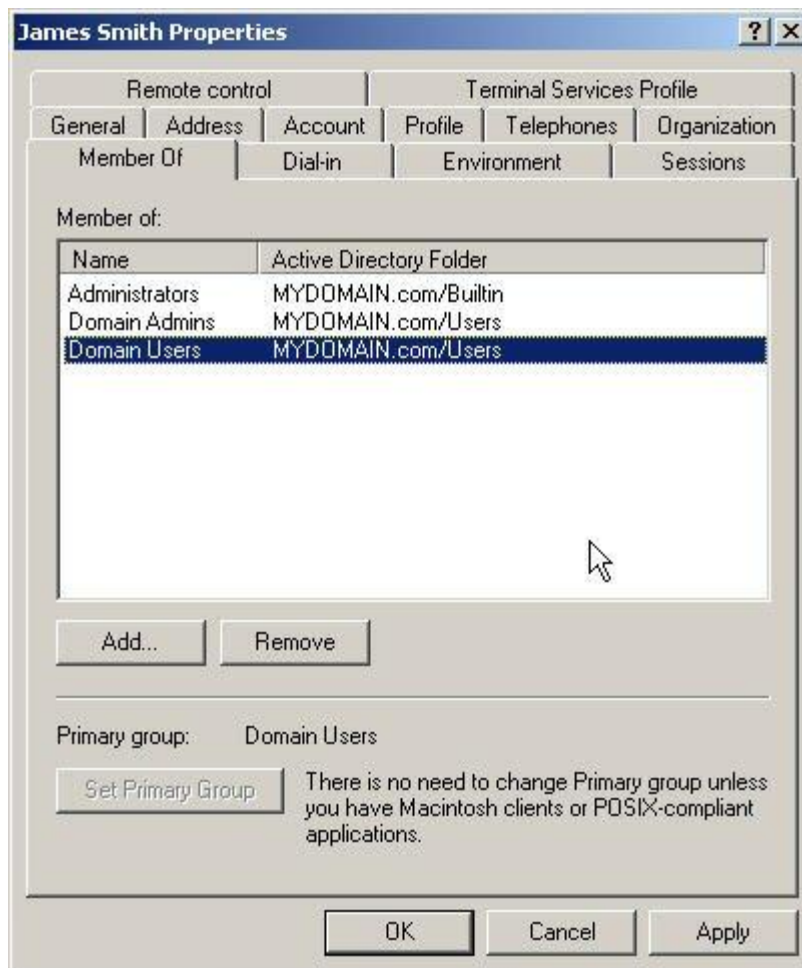 James Smith Properties
Remote control Terminal Services Profile
General Address Account Profile Telephones Organization
Member Of Dial-in Environment Sessions
Member of:
Name Active Directory Folder
Administrators MYDOMAIN.com/Builtin
Domain Admins MYDOMAIN.com/Users
Domain Users MYDOMAIN.com/Users
Add... Remove
Primary group: Domain Users
Set Primary Group
There is no need to change Primary group unless
you have Macintosh clients or POSIX-compliant
applications.
OK Cancel Apply